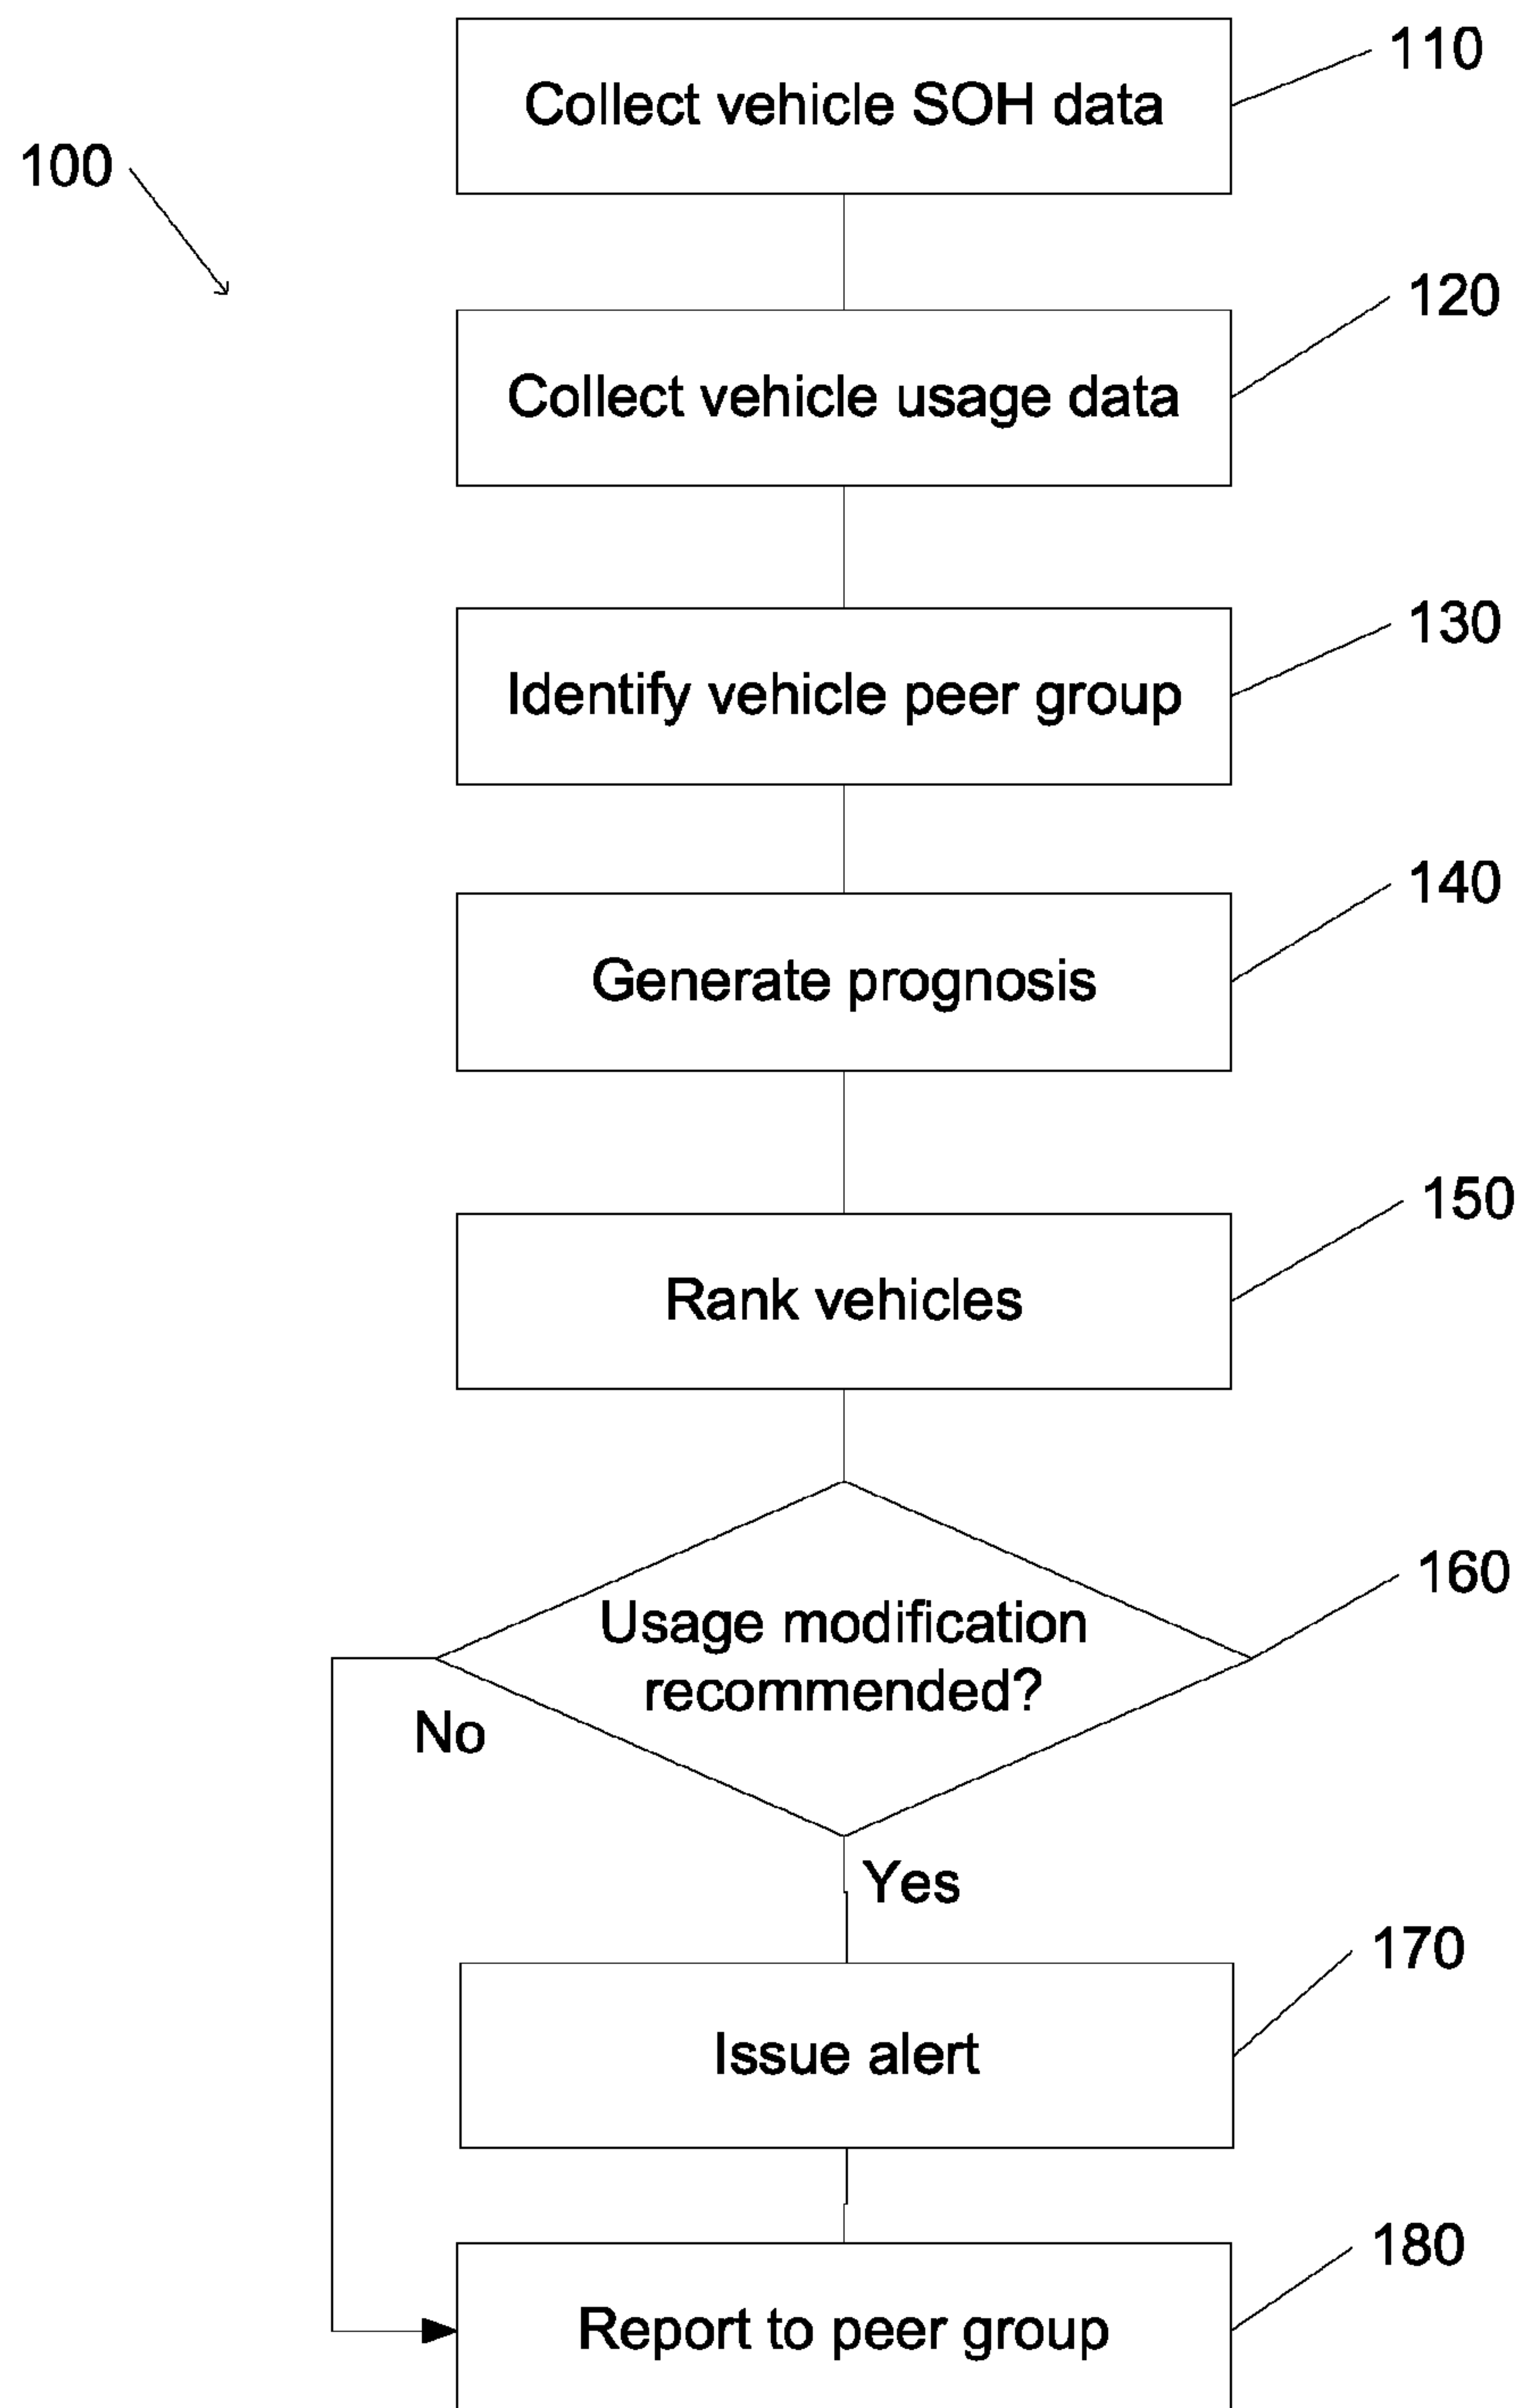 Collect vehicle SOH data
110
100
Collect vehicle usage data
120
Identify vehicle peer group
130
Generate prognosis
140
Rank vehicles
150
Usage modification
recommended?
160
No
Yes
Issue alert
170
Report to peer group
180